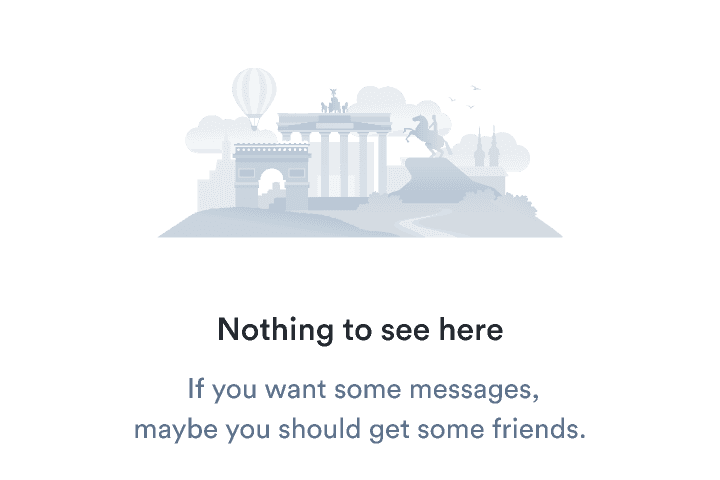 Nothing to see here
If you want some messages,
maybe you should get some friends.